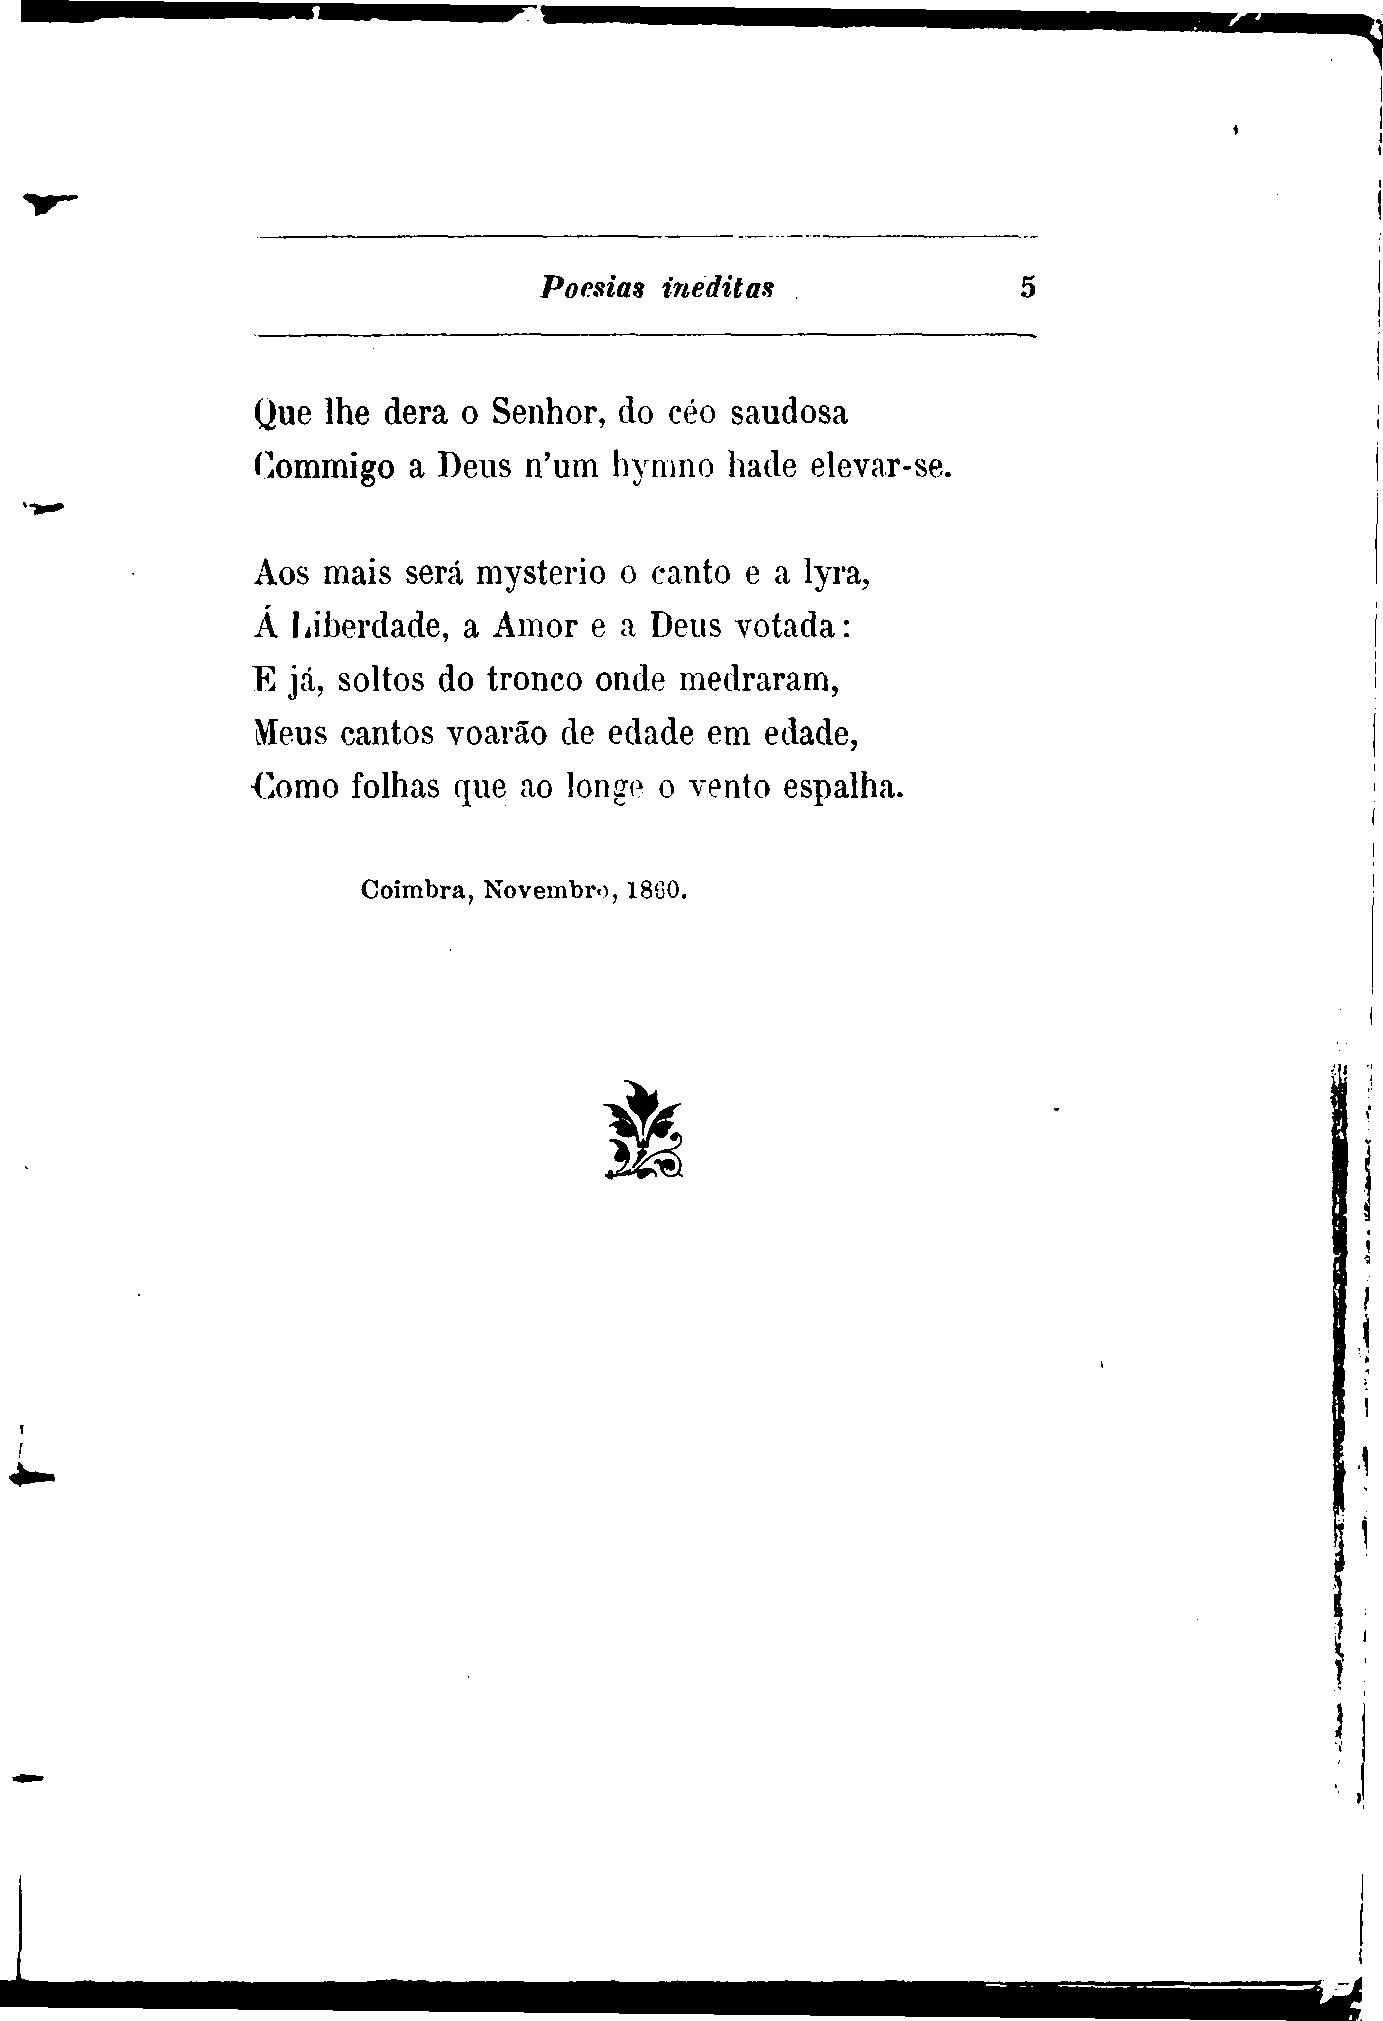 Poesias ineditas 5
Que lhe dera o Senhor, do céo saudosa
Commigo a Deus n'um hymno hade elevar-se.
Aos mais será mysterio o canto e a lyra,
Á Liberdade, a Amor e a Deus votada:
E já, soltos do tronco onde medraram,
Meus cantos voarão de edade em edade,
Como folhas que ao longe o vento espalha.
Coimbra, Novembro, 1860.